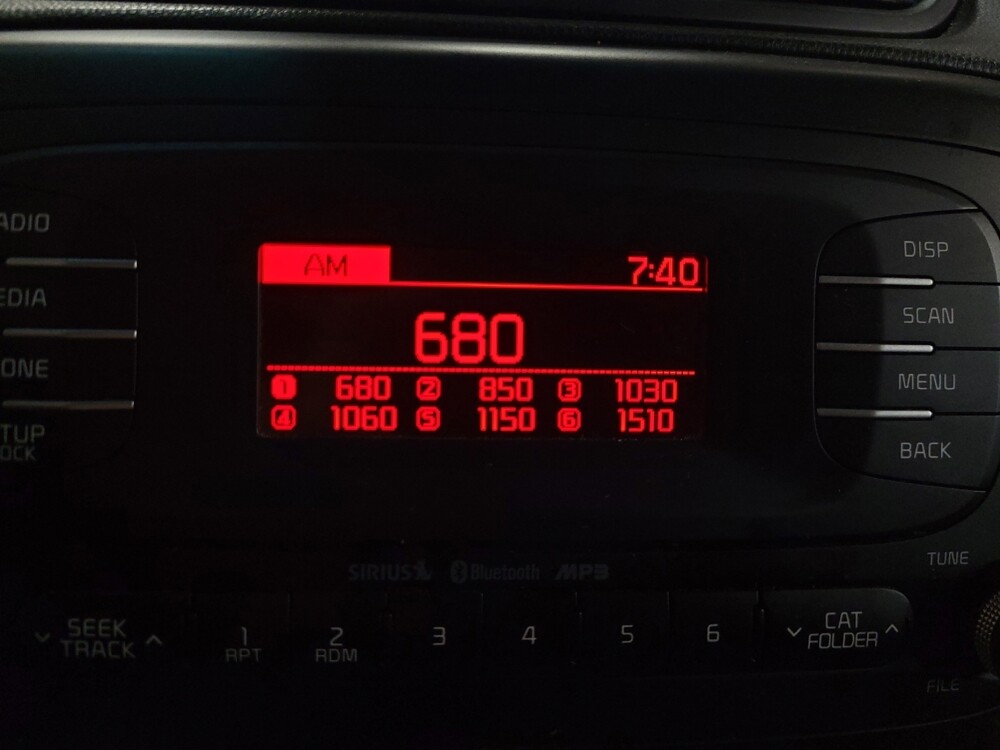 AM 7:40
680
1 680 2 850 3 1030
4 1060 5 1150 6 1510
ADIO
EDIA
ONE
TUP
OCK
DISP
SCAN
MENU
BACK
SIRIUS Bluetooth MP3
TUNE
SEEK
TRACK
1
RPT
2
RDM
3
4
5
6
CAT
FOLDER
FILE